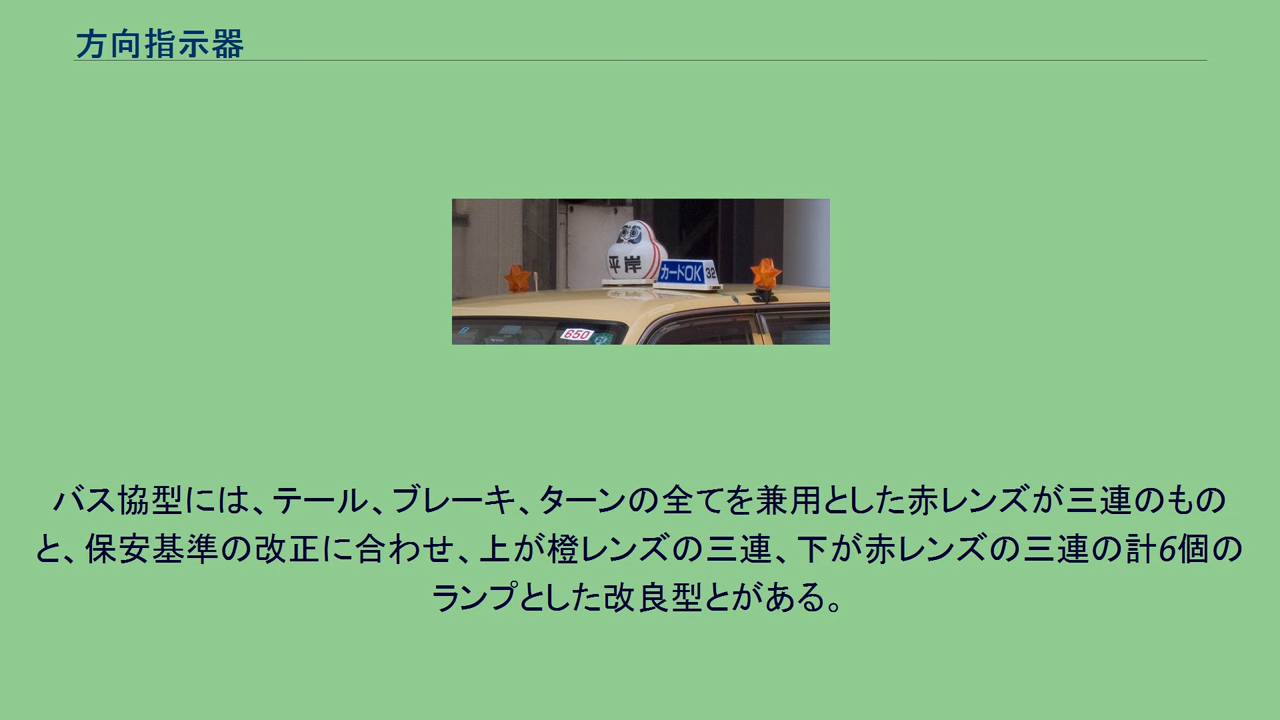 方向指示器
平岸
カードOK
32
650
バス協型には、テール、ブレーキ、ターンの全てを兼用とした赤レンズが三連のもの
と、保安基準の改正に合わせ、上が橙レンズの三連、下が赤レンズの三連の計6個の
ランプとした改良型とがある。